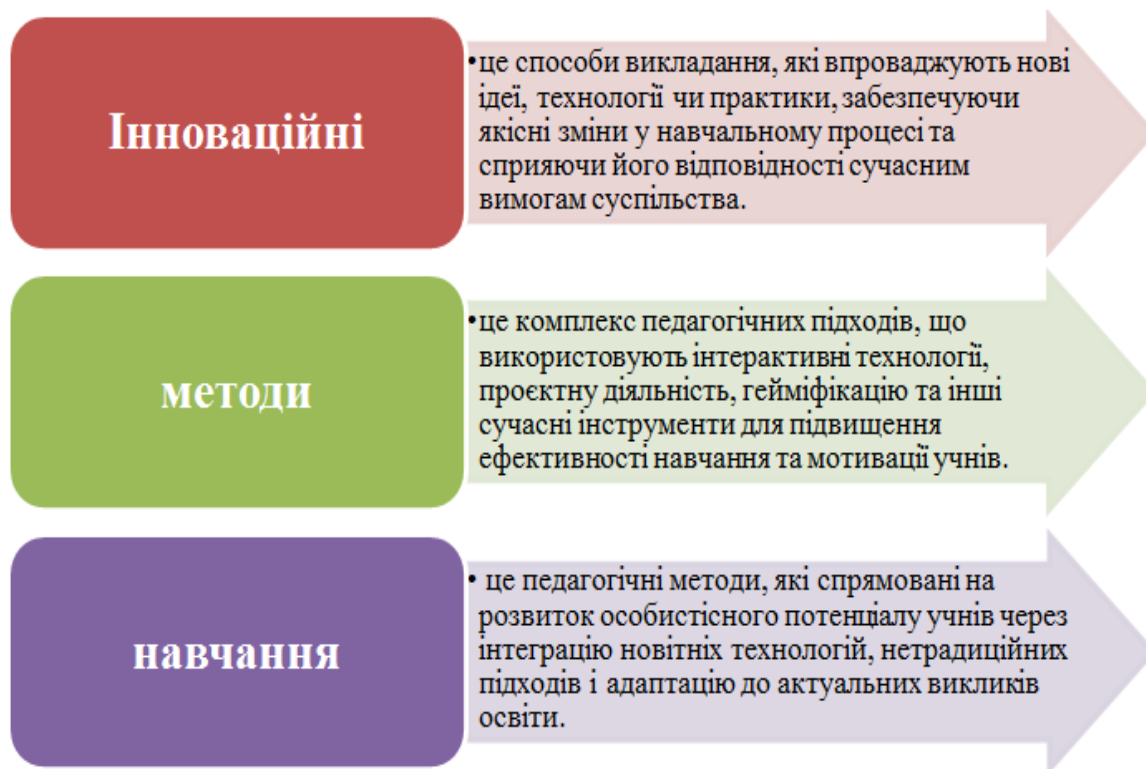 Інноваційні
•це способи викладання, які впроваджують нові
ідеї, технології чи практики, забезпечуючи
якісні зміни у навчальному процесі та
сприяючи його відповідності сучасним
вимогам суспільства.
методи
•це комплекс педагогічних підходів, що
використовують інтерактивні технології,
проєктну діяльність, гейміфікацію та інші
сучасні інструменти для підвищення
ефективності навчання та мотивації учнів.
навчання
• це педагогічні методи, які спрямовані на
розвиток особистісного потенціалу учнів через
інтеграцію новітніх технологій, нетрадиційних
підходів і адаптацію до актуальних викликів
освіти.